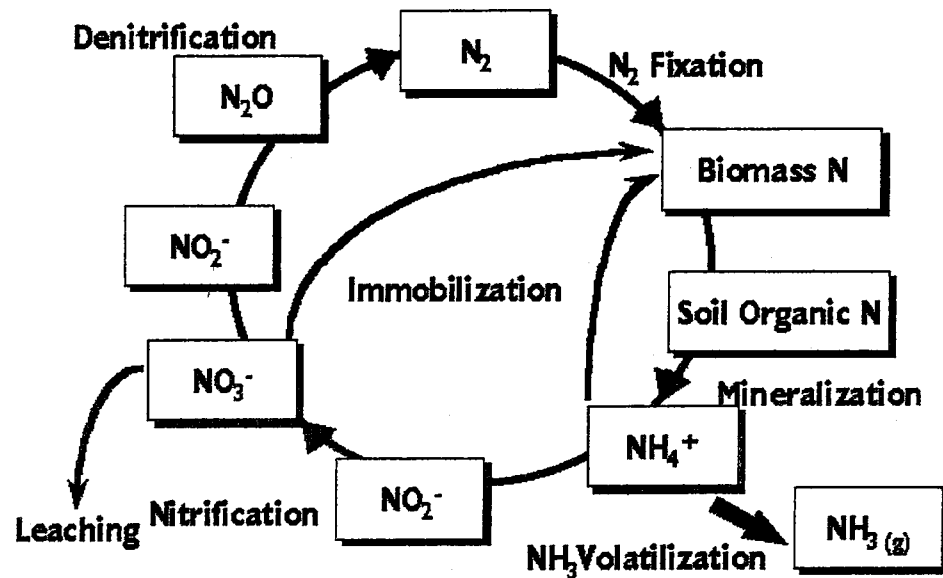 Denitrification
N₂
N₂ Fixation
N₂O
Biomass N
NO₂⁻
Immobilization
Soil Organic N
NO₃⁻
Mineralization
NH₄⁺
NO₂⁻
Leaching
Nitrification
NH₃ (g)
NH₃Volatilization